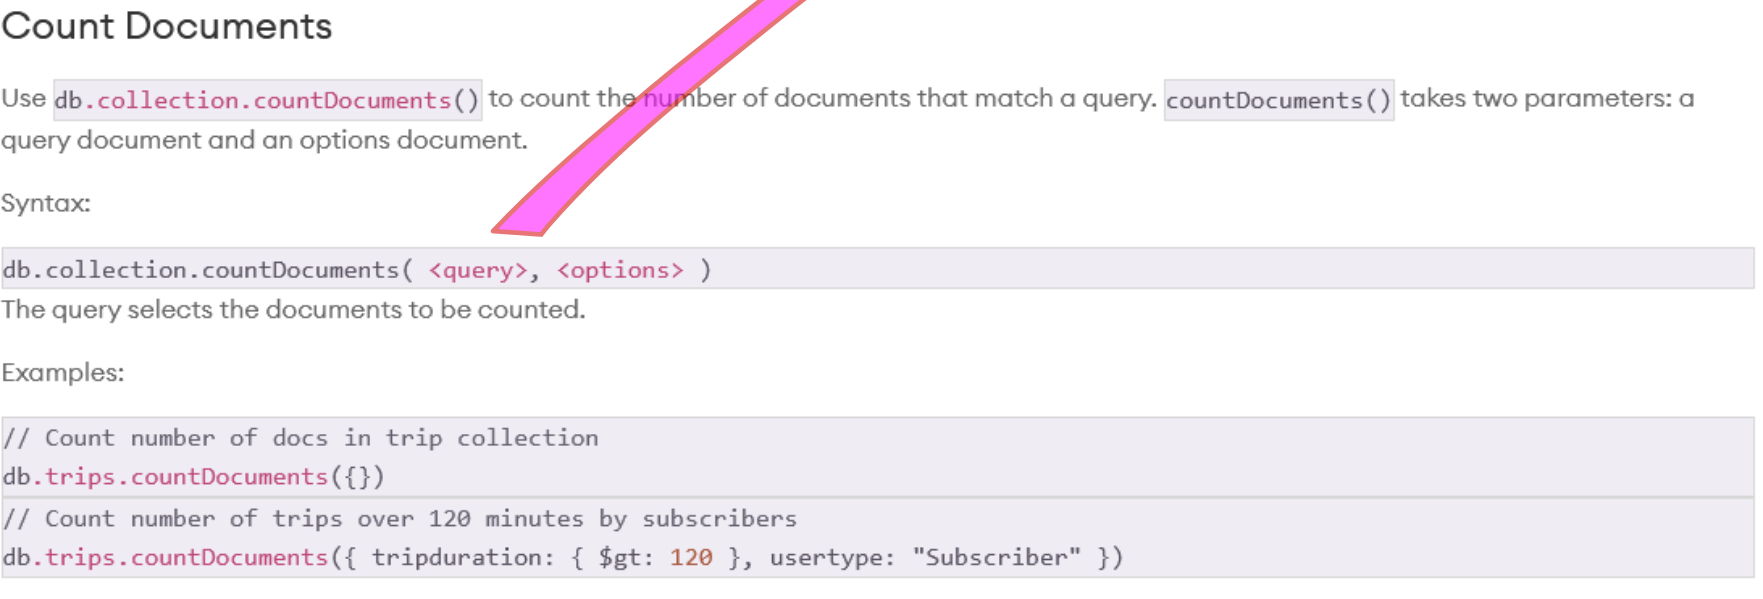 Count Documents
Use db.collection.countDocuments() to count the number of documents that match a query. countDocuments() takes two parameters: a
query document and an options document.
Syntax:
db.collection.countDocuments( <query>, <options> )
The query selects the documents to be counted.
Examples:
// Count number of docs in trip collection
db.trips.countDocuments({})
// Count number of trips over 120 minutes by subscribers
db.trips.countDocuments({ tripduration: { $gt: 120 }, usertype: "Subscriber" })